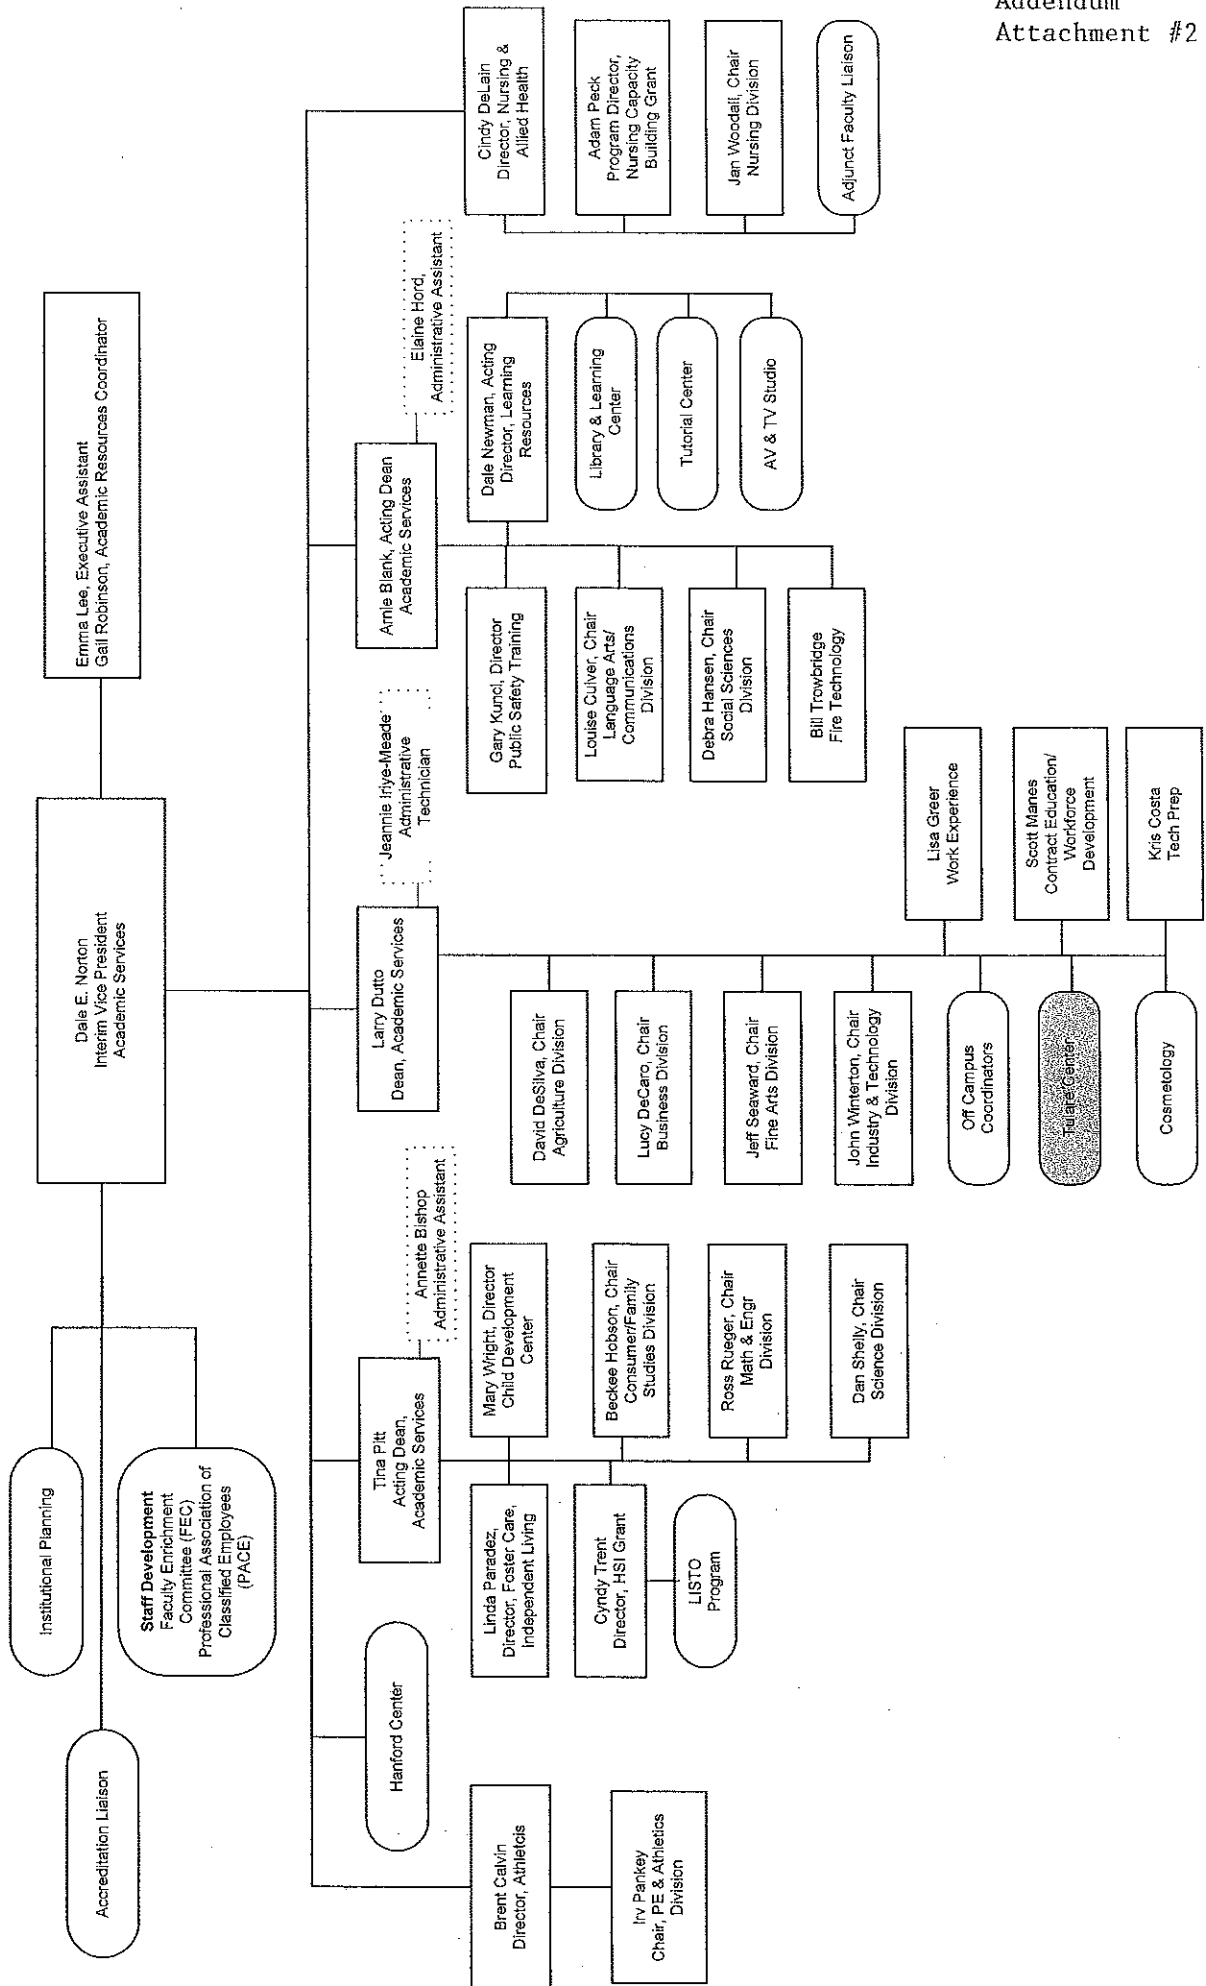 Addendum
Attachment #2
Dale E. Norton
Interim Vice President
Academic Services
Emma Lee, Executive Assistant
Gail Robinson, Academic Resources Coordinator
Accreditation Liaison
Institutional Planning
Staff Development
Faculty Enrichment
Committee (FEC)
Professional Association of
Classified Employees
(PACE)
Brent Calvin
Director, Athletcis
Irv Pankey
Chair, PE & Athletics
Division
Hanford Center
Tina Pitt
Acting Dean,
Academic Services
Annette Bishop
Administrative Assistant
Linda Paradez,
Director, Foster Care,
Independent Living
Cyndy Trent
Director, HSI Grant
LISTO
Program
Mary Wright, Director
Child Development
Center
Beckee Hobson, Chair
Consumer/Family
Studies Division
Ross Rueger, Chair
Math & Engr
Division
Dan Shelly, Chair
Science Division
Larry Dutto
Dean, Academic Services
Jeannie Iriye-Meade
Administrative
Technician
David DeSilva, Chair
Agriculture Division
Lucy DeCaro, Chair
Business Division
Jeff Seaward, Chair
Fine Arts Division
John Winterton, Chair
Industry & Technology
Division
Off Campus
Coordinators
Tulare Center
Cosmetology
Lisa Greer
Work Experience
Scott Manes
Contract Education/
Workforce
Development
Kris Costa
Tech Prep
Arnie Blank, Acting Dean
Academic Services
Elaine Hord,
Administrative Assistant
Gary Kuncl, Director
Public Safety Training
Louise Culver, Chair
Language Arts/
Communications
Division
Debra Hansen, Chair
Social Sciences
Division
Bill Trowbridge
Fire Technology
Dale Newman, Acting
Director, Learning
Resources
Library & Learning
Center
Tutorial Center
AV & TV Studio
Cindy DeLain
Director, Nursing &
Allied Health
Adam Peck
Program Director,
Nursing Capacity
Building Grant
Jan Woodall, Chair
Nursing Division
Adjunct Faculty Liaison